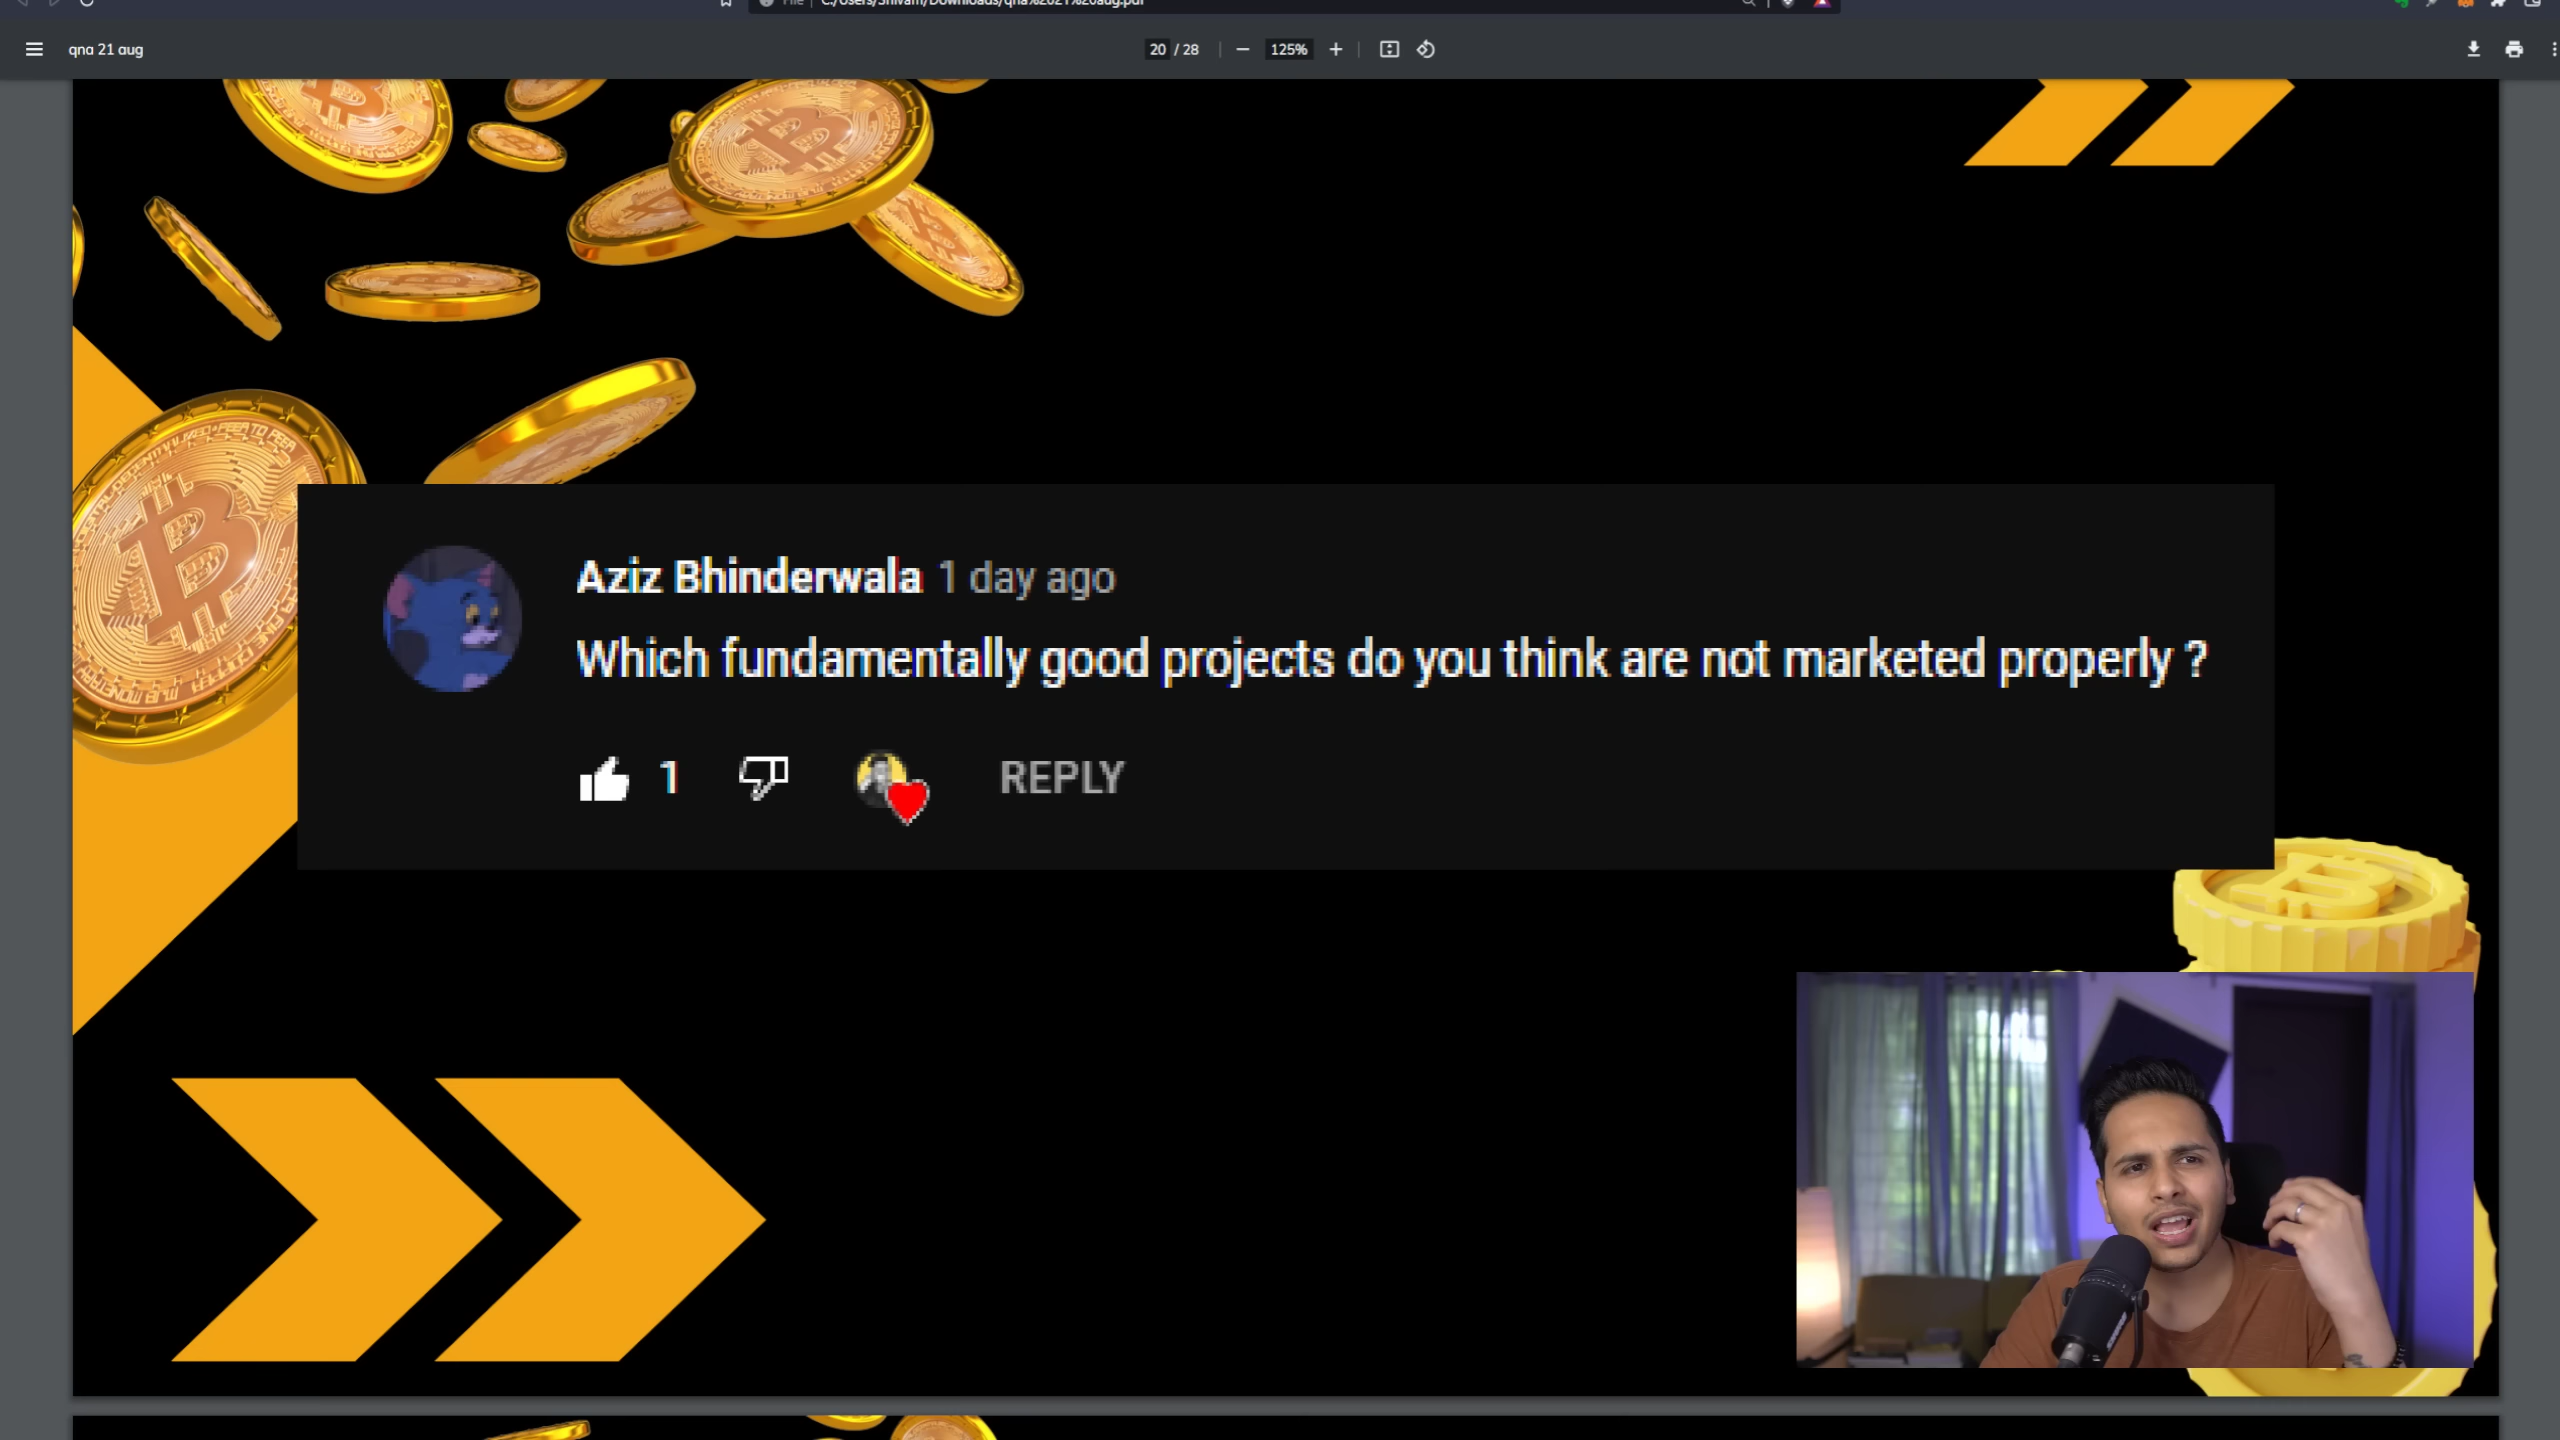 qna 21 aug
20 / 28
125%
Aziz Bhinderwala 1 day ago
Which fundamentally good projects do you think are not marketed properly ?
1
REPLY